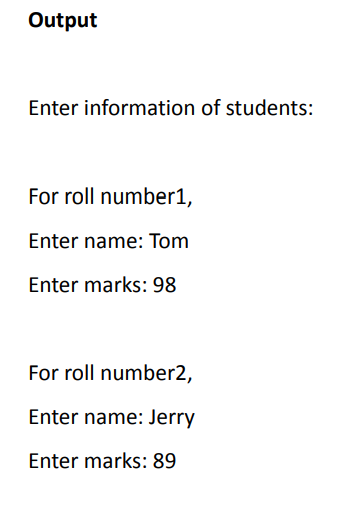 Output
Enter information of students:
For roll number1,
Enter name: Tom
Enter marks: 98
For roll number2,
Enter name: Jerry
Enter marks: 89